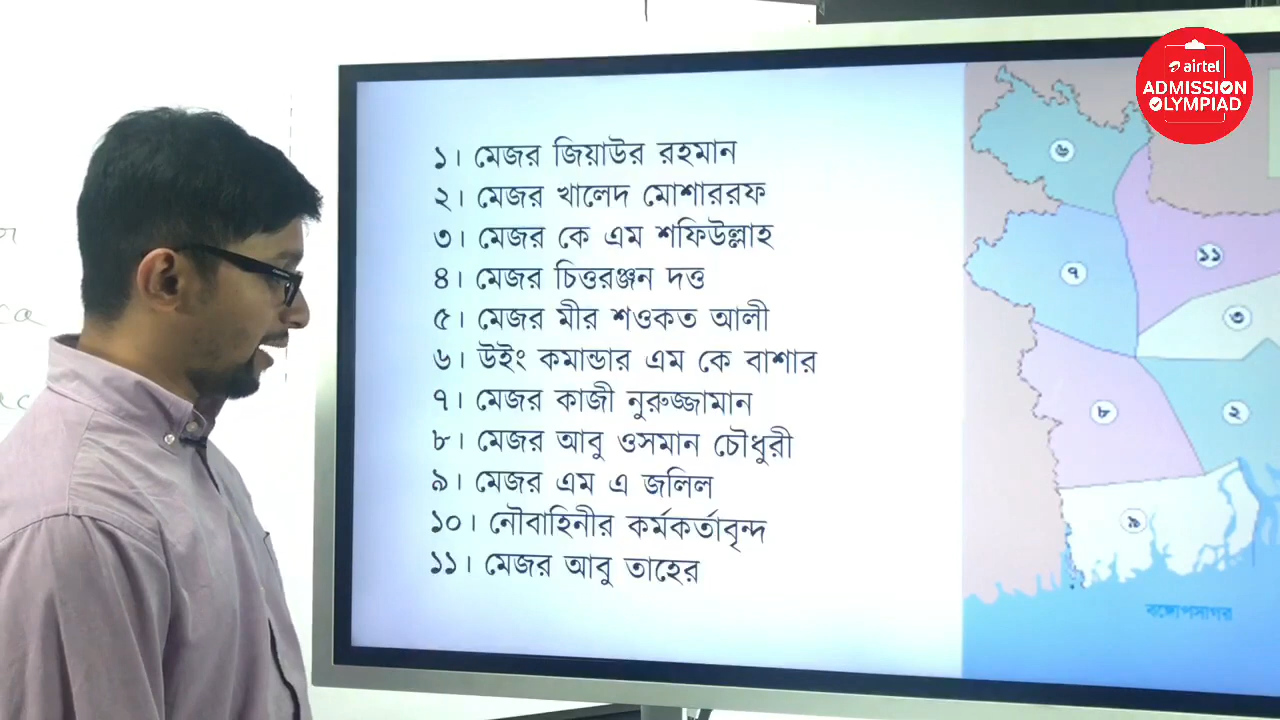 airtel
ADMISSION
OLYMPIAD
১। মেজর জিয়াউর রহমান
২। মেজর খালেদ মোশাররফ
৩। মেজর কে এম শফিউল্লাহ
৪। মেজর চিত্তরঞ্জন দত্ত
৫। মেজর মীর শওকত আলী
৬। উইং কমান্ডার এম কে বাশার
৭। মেজর কাজী নুরুজ্জামান
৮। মেজর আবু ওসমান চৌধুরী
৯। মেজর এম এ জলিল
১০। নৌবাহিনীর কর্মকর্তাবৃন্দ
১১। মেজর আবু তাহের
৬
১১
৭
৩
৮
২
৯
বঙ্গোপসাগর